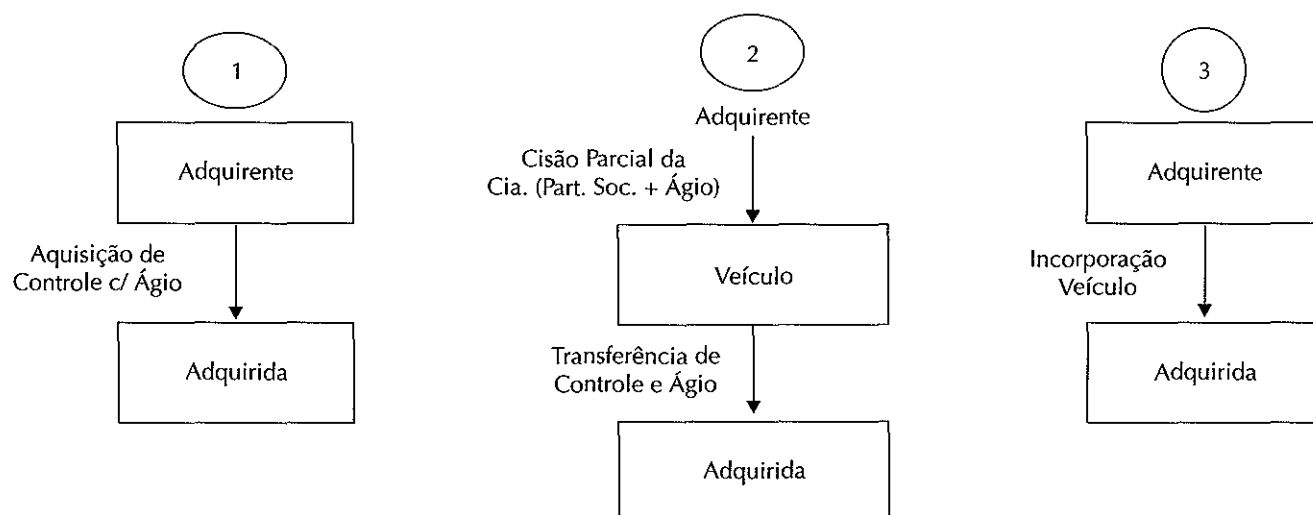 1
Adquirente
Aquisição de
Controle c/ Ágio
Adquirida
2
Adquirente
Cisão Parcial da
Cia. (Part. Soc. + Ágio)
Veículo
Transferência de
Controle e Ágio
Adquirida
3
Adquirente
Incorporação
Veículo
Adquirida